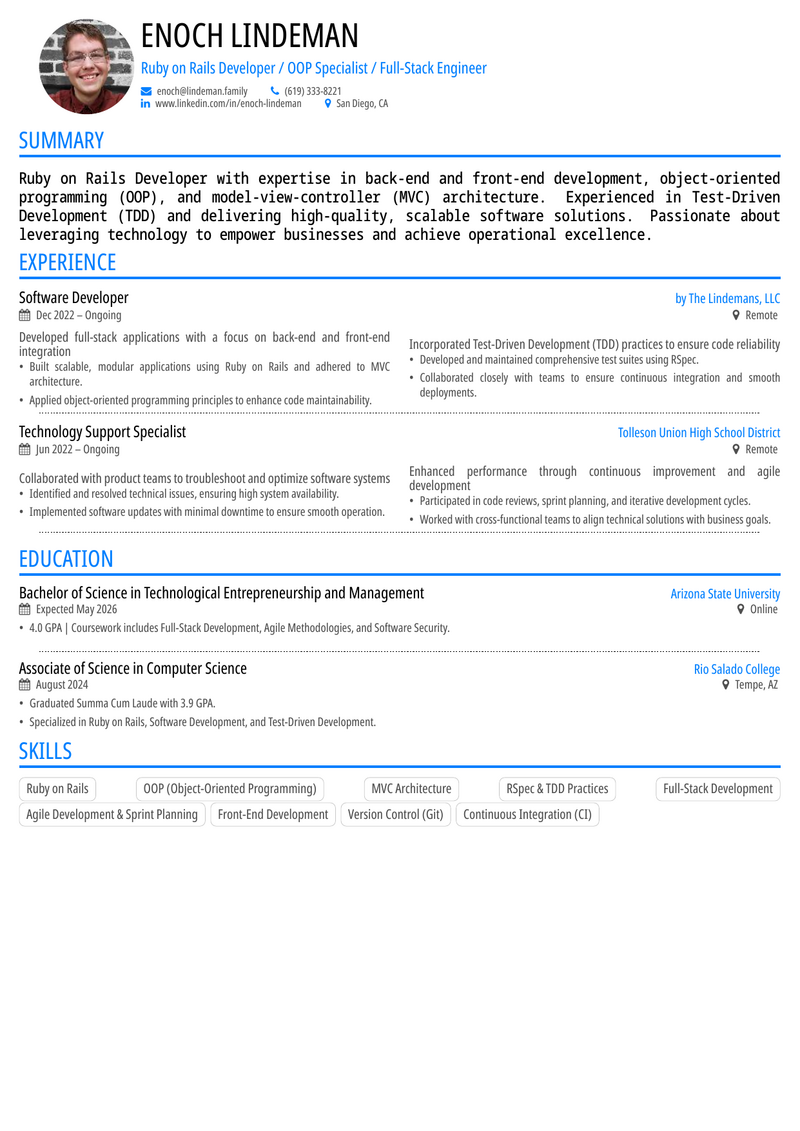 ENOCH LINDEMAN
Ruby on Rails Developer / OOP Specialist / Full-Stack Engineer
enoch@lindeman.family (619) 333-8221
www.linkedin.com/in/enoch-lindeman San Diego, CA
SUMMARY
Ruby on Rails Developer with expertise in back-end and front-end development, object-oriented
programming (OOP), and model-view-controller (MVC) architecture. Experienced in Test-Driven
Development (TDD) and delivering high-quality, scalable software solutions. Passionate about
leveraging technology to empower businesses and achieve operational excellence.
EXPERIENCE
Software Developer by The Lindemans, LLC
Dec 2022 – Ongoing Remote
Developed full-stack applications with a focus on back-end and front-end
integration
• Built scalable, modular applications using Ruby on Rails and adhered to MVC
architecture.
• Applied object-oriented programming principles to enhance code maintainability.
Incorporated Test-Driven Development (TDD) practices to ensure code reliability
• Developed and maintained comprehensive test suites using RSpec.
• Collaborated closely with teams to ensure continuous integration and smooth
deployments.
Technology Support Specialist Tolleson Union High School District
Jun 2022 – Ongoing Remote
Collaborated with product teams to troubleshoot and optimize software systems
• Identified and resolved technical issues, ensuring high system availability.
• Implemented software updates with minimal downtime to ensure smooth operation.
Enhanced performance through continuous improvement and agile
development
• Participated in code reviews, sprint planning, and iterative development cycles.
• Worked with cross-functional teams to align technical solutions with business goals.
EDUCATION
Bachelor of Science in Technological Entrepreneurship and Management Arizona State University
Expected May 2026 Online
• 4.0 GPA | Coursework includes Full-Stack Development, Agile Methodologies, and Software Security.
Associate of Science in Computer Science Rio Salado College
August 2024 Tempe, AZ
• Graduated Summa Cum Laude with 3.9 GPA.
• Specialized in Ruby on Rails, Software Development, and Test-Driven Development.
SKILLS
Ruby on Rails OOP (Object-Oriented Programming) MVC Architecture RSpec & TDD Practices Full-Stack Development
Agile Development & Sprint Planning Front-End Development Version Control (Git) Continuous Integration (CI)